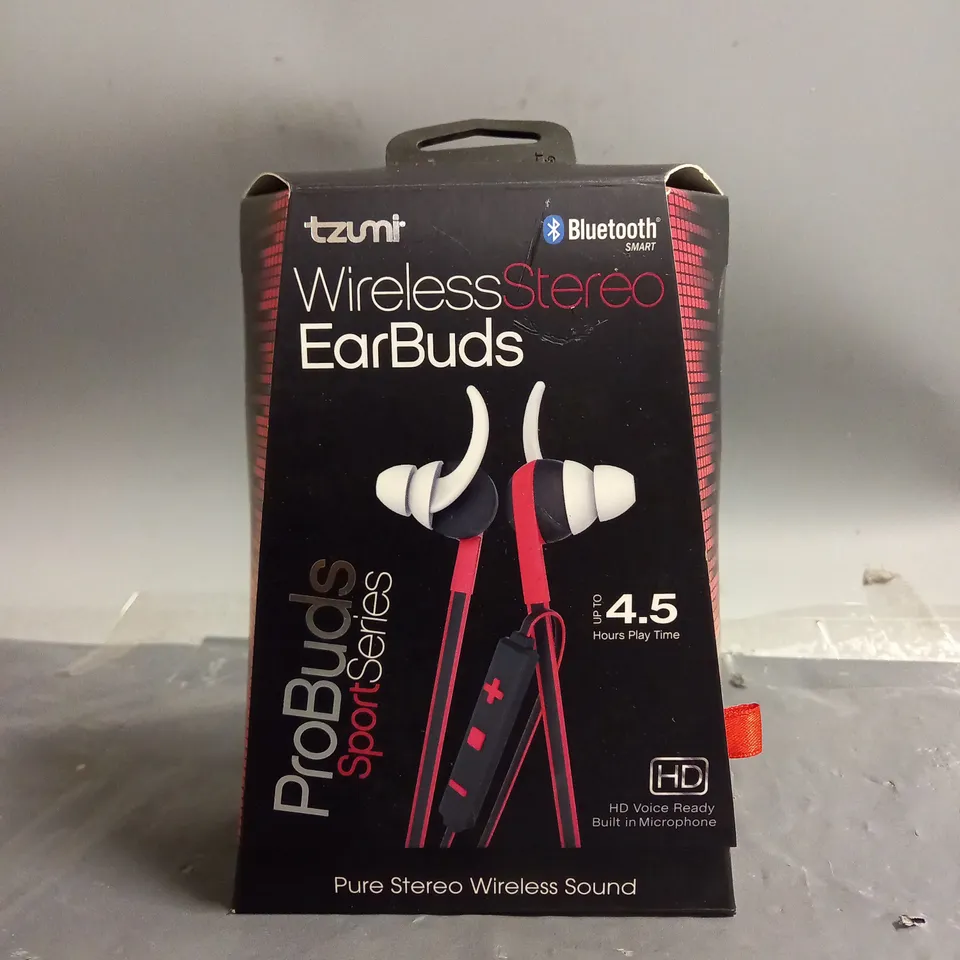 tzumi
Bluetooth®
SMART
WirelessStereo
EarBuds
ProBuds
SportSeries
UP TO
4.5
Hours Play Time
HD
HD Voice Ready
Built in Microphone
Pure Stereo Wireless Sound